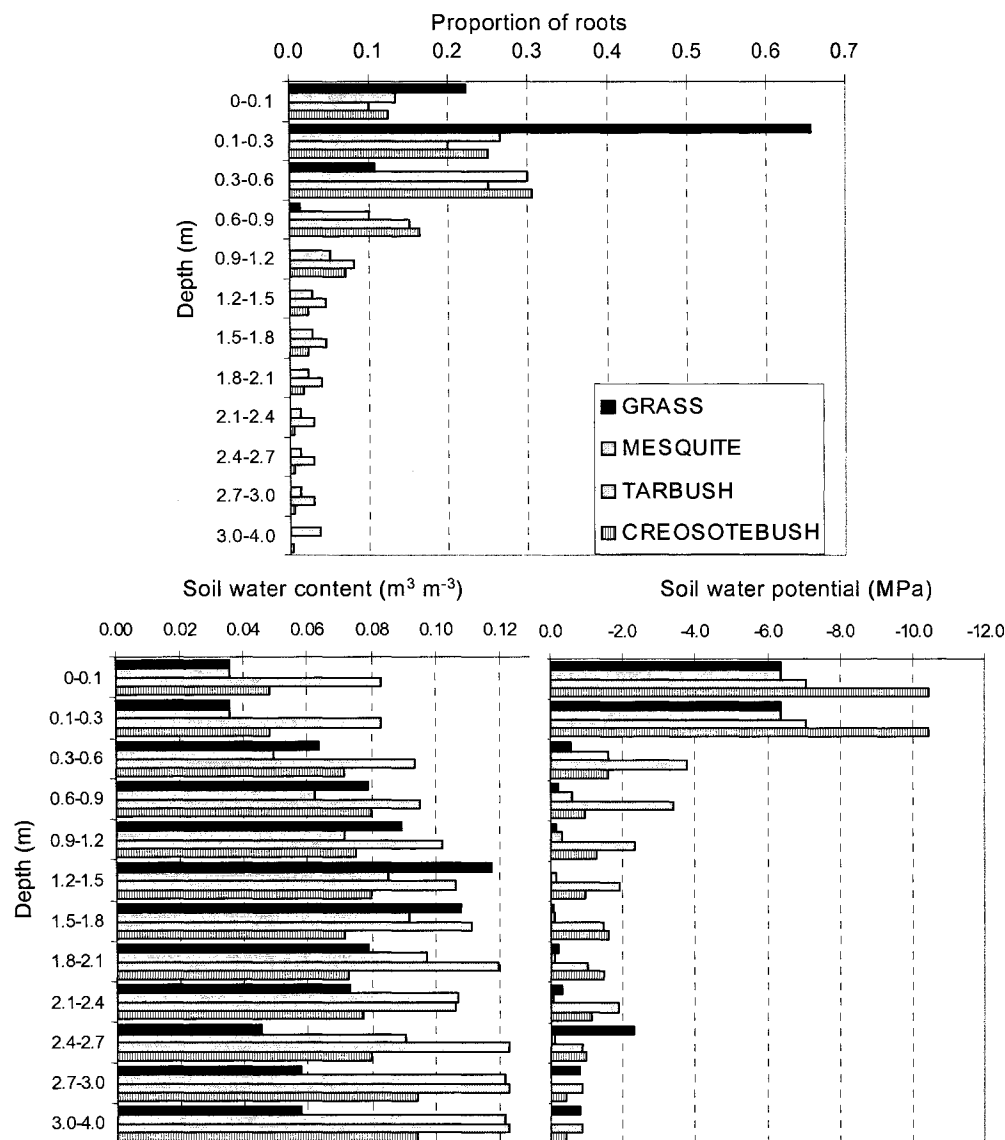 Proportion of roots
0.0 0.1 0.2 0.3 0.4 0.5 0.6 0.7
Depth (m)
0-0.1
0.1-0.3
0.3-0.6
0.6-0.9
0.9-1.2
1.2-1.5
1.5-1.8
1.8-2.1
2.1-2.4
2.4-2.7
2.7-3.0
3.0-4.0
GRASS
MESQUITE
TARBUSH
CREOSOTEBUSH
Soil water content (m³ m⁻³)
0.00 0.02 0.04 0.06 0.08 0.10 0.12
Depth (m)
0-0.1
0.1-0.3
0.3-0.6
0.6-0.9
0.9-1.2
1.2-1.5
1.5-1.8
1.8-2.1
2.1-2.4
2.4-2.7
2.7-3.0
3.0-4.0
Soil water potential (MPa)
0.0 -2.0 -4.0 -6.0 -8.0 -10.0 -12.0